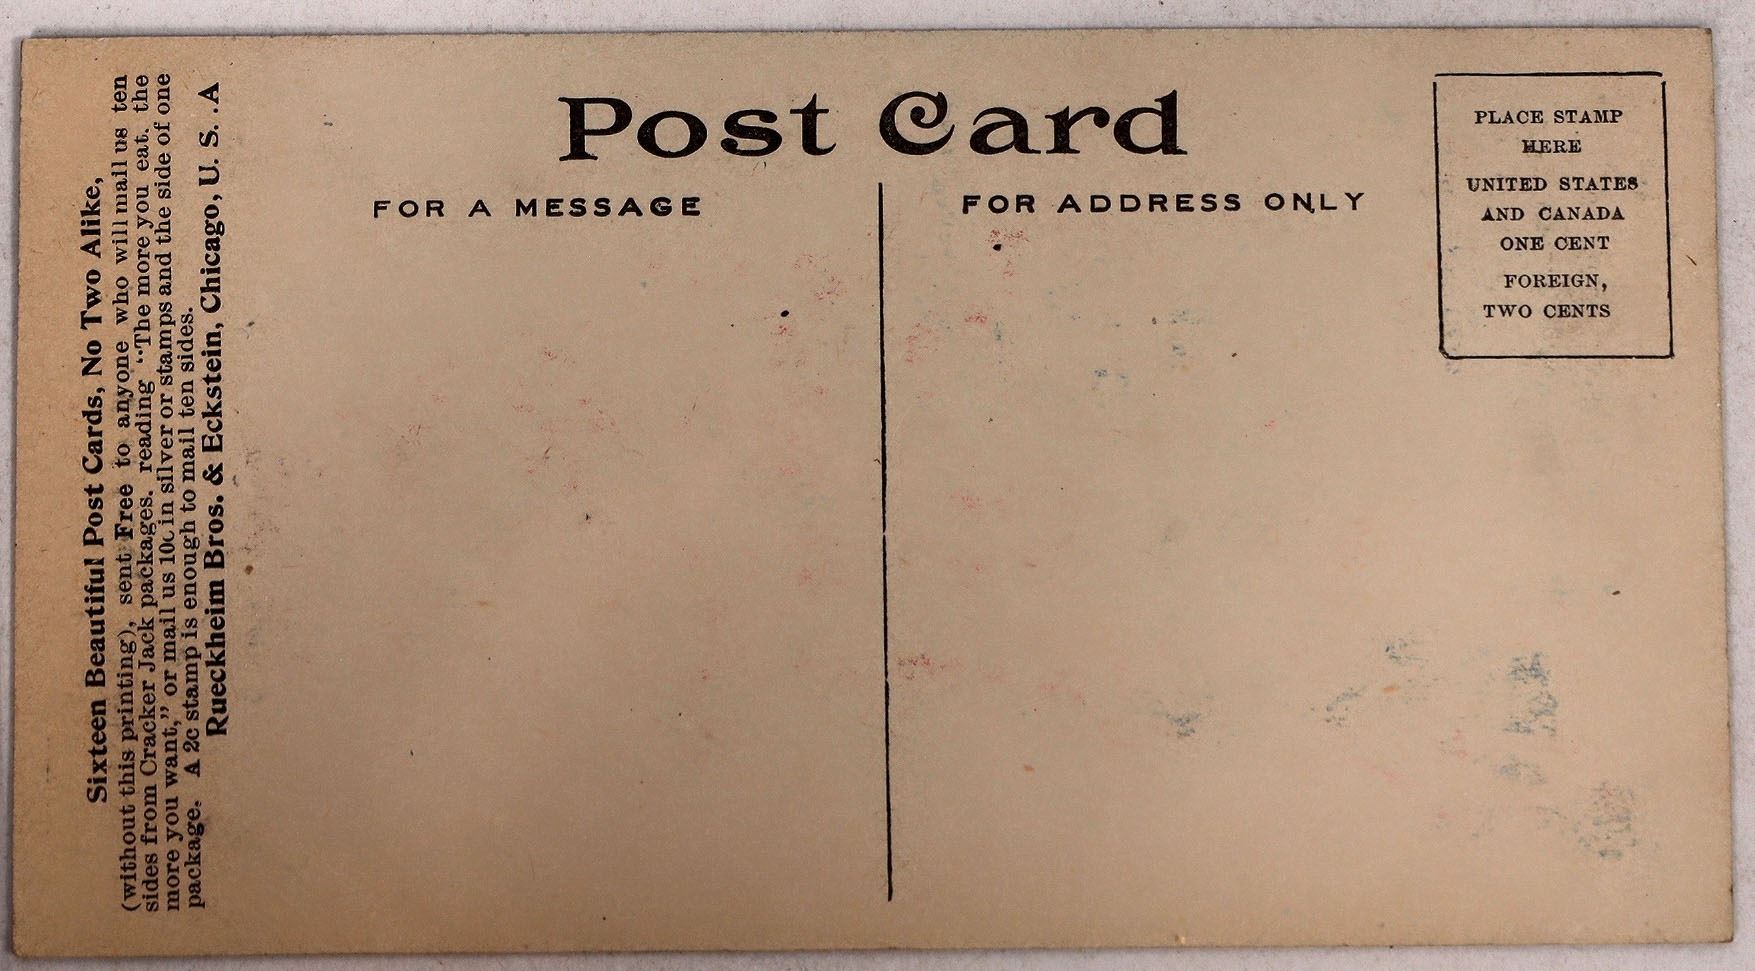 Sixteen Beautiful Post Cards, No Two Alike,
(without this printing), sent Free to anyone who will mail us ten
sides from Cracker Jack packages. reading "The more you eat. the
more you want," or mail us 10c in silver or stamps and the side of one
package. A 2c stamp is enough to mail ten sides.
Rueckheim Bros. & Eckstein, Chicago, U. S. .A
Post Card
FOR A MESSAGE
FOR ADDRESS ONLY
PLACE STAMP
HERE
UNITED STATES
AND CANADA
ONE CENT
FOREIGN,
TWO CENTS